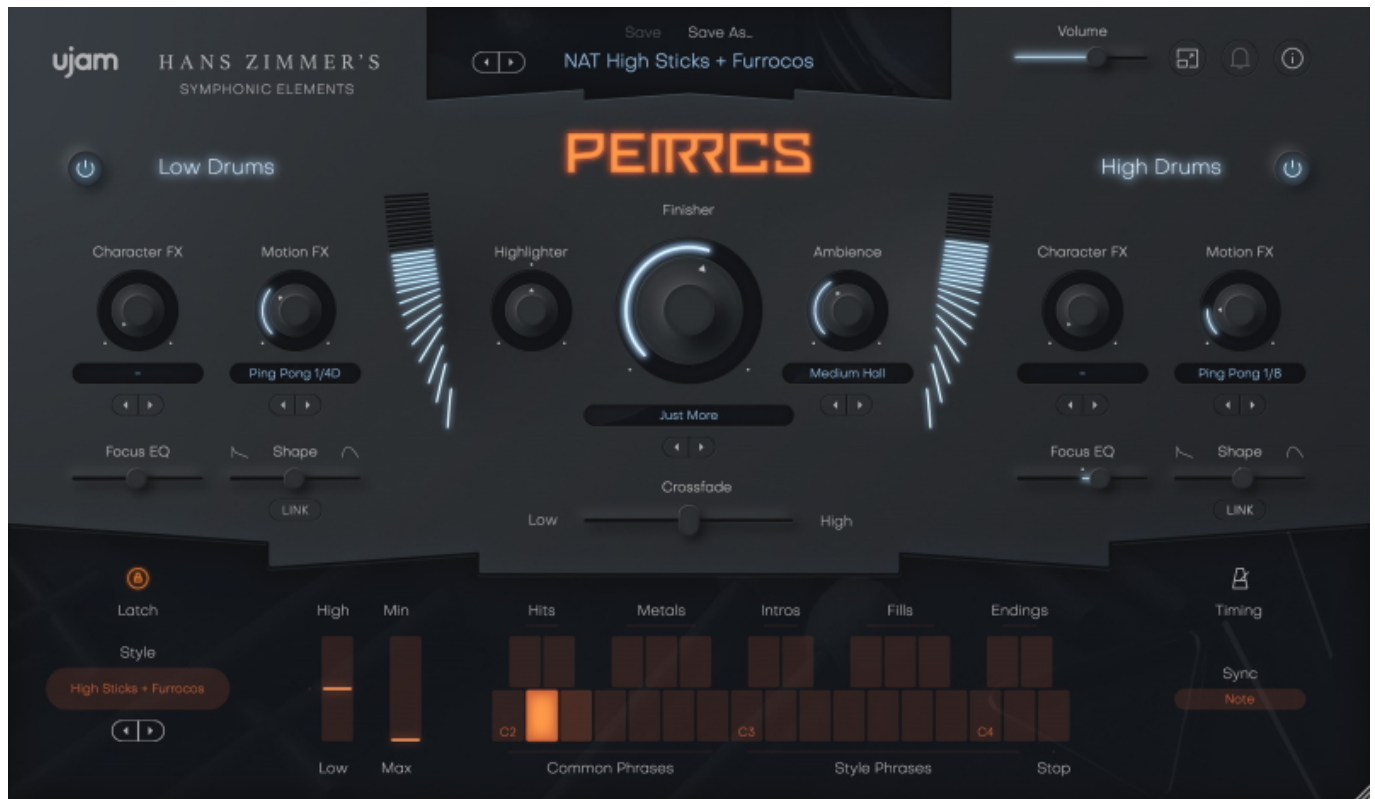 ujam
HANS ZIMMER'S
SYMPHONIC ELEMENTS
Save Save As...
NAT High Sticks + Furrocos
Volume
PERRCS
Low Drums
High Drums
Finisher
Character FX
Motion FX
Highlighter
Ambience
Character FX
Motion FX
-
Ping Pong 1/4D
Medium Hall
-
Ping Pong 1/8
Just More
Focus EQ
Shape
Focus EQ
Shape
LINK
Crossfade
LINK
Low
High
Latch
High
Min
Hits
Metals
Intros
Fills
Endings
Timing
Style
High Sticks + Furrocos
Sync
Note
C2
C3
C4
Low
Max
Common Phrases
Style Phrases
Stop